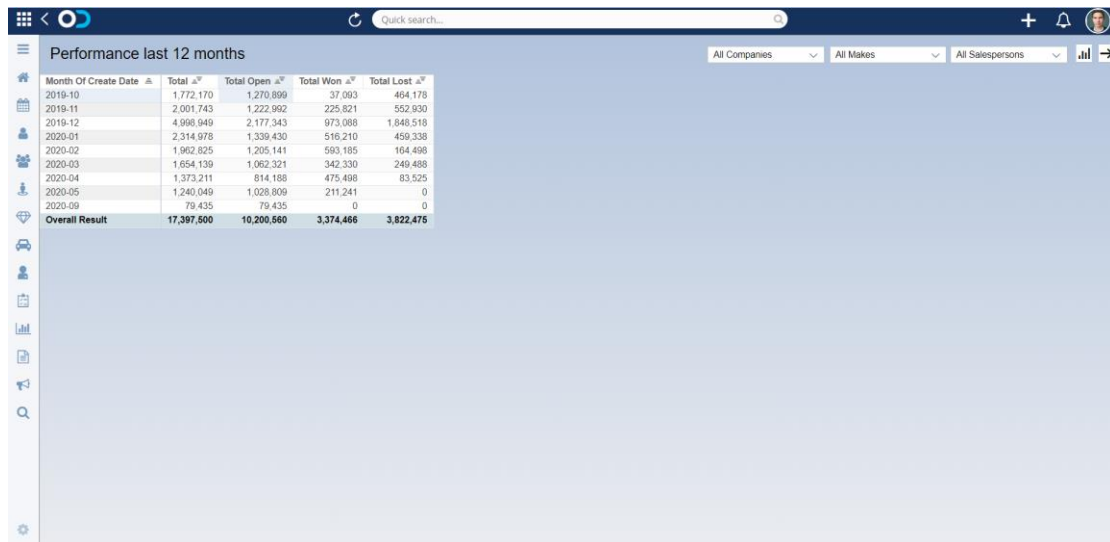 Quick search...
Performance last 12 months
All Companies All Makes All Salespersons
Month Of Create Date Total Total Open Total Won Total Lost
2019-10 1,772,170 1,270,899 37,093 464,178
2019-11 2,001,743 1,222,992 225,821 552,930
2019-12 4,998,949 2,177,343 973,088 1,848,518
2020-01 2,314,978 1,339,430 516,210 459,338
2020-02 1,962,825 1,205,141 593,185 164,498
2020-03 1,654,139 1,062,321 342,330 249,488
2020-04 1,373,211 814,188 475,498 83,525
2020-05 1,240,049 1,028,809 211,241 0
2020-09 79,435 79,435 0 0
Overall Result 17,397,500 10,200,560 3,374,466 3,822,475